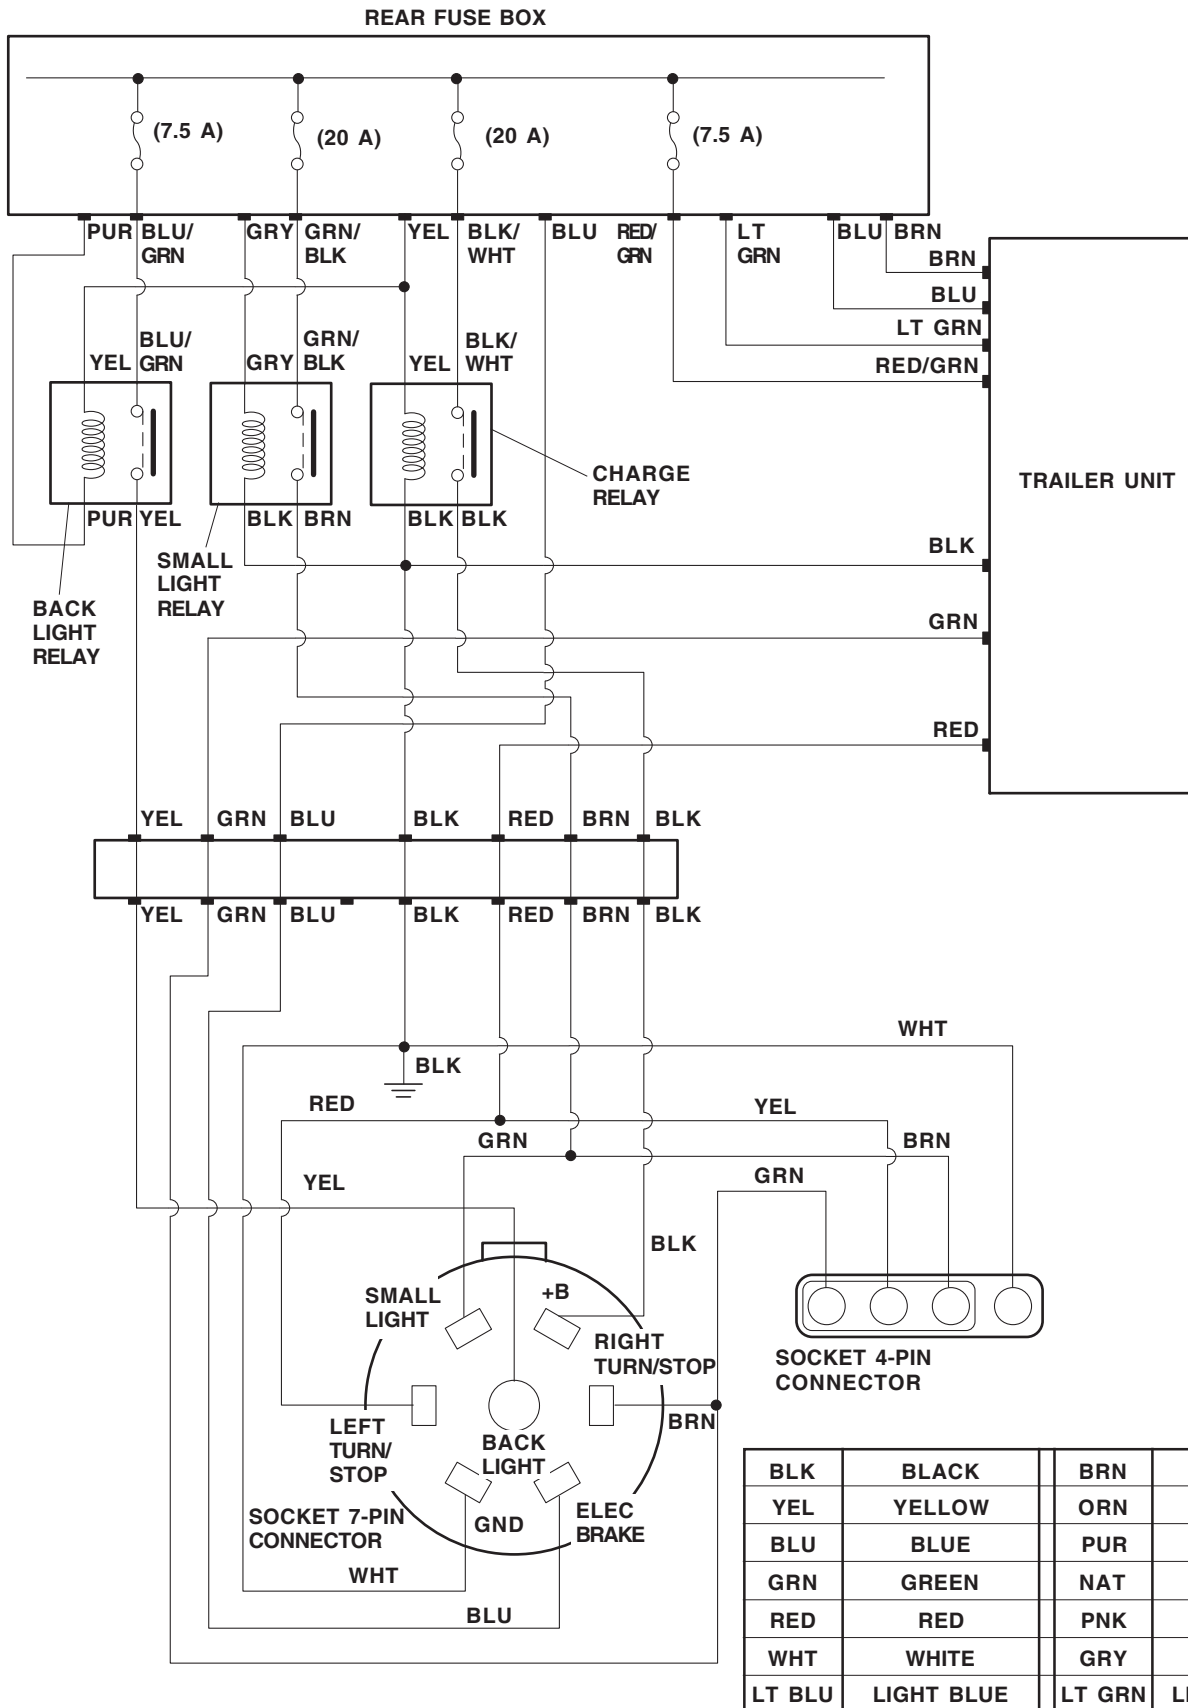 REAR FUSE BOX
(7.5 A)
(20 A)
(20 A)
(7.5 A)
PUR
BLU/
GRN
GRY
GRN/
BLK
YEL
BLK/
WHT
BLU
RED/
GRN
LT
GRN
BLU
BRN
BRN
BLU
LT GRN
RED/GRN
YEL
BLU/
GRN
GRY
GRN/
BLK
YEL
BLK/
WHT
CHARGE
RELAY
TRAILER UNIT
PUR
YEL
BLK
BRN
BLK
BLK
SMALL
LIGHT
RELAY
BACK
LIGHT
RELAY
BLK
GRN
RED
YEL
GRN
BLU
BLK
RED
BRN
BLK
YEL
GRN
BLU
BLK
RED
BRN
BLK
WHT
BLK
RED
YEL
GRN
BRN
YEL
GRN
BLK
SMALL
LIGHT
+B
RIGHT
TURN/STOP
SOCKET 4-PIN
CONNECTOR
LEFT
TURN/
STOP
BACK
LIGHT
BRN
SOCKET 7-PIN
CONNECTOR
GND
ELEC
BRAKE
WHT
BLU
BLK BLACK BRN
YEL YELLOW ORN
BLU BLUE PUR
GRN GREEN NAT
RED RED PNK
WHT WHITE GRY
LT BLU LIGHT BLUE LT GRN